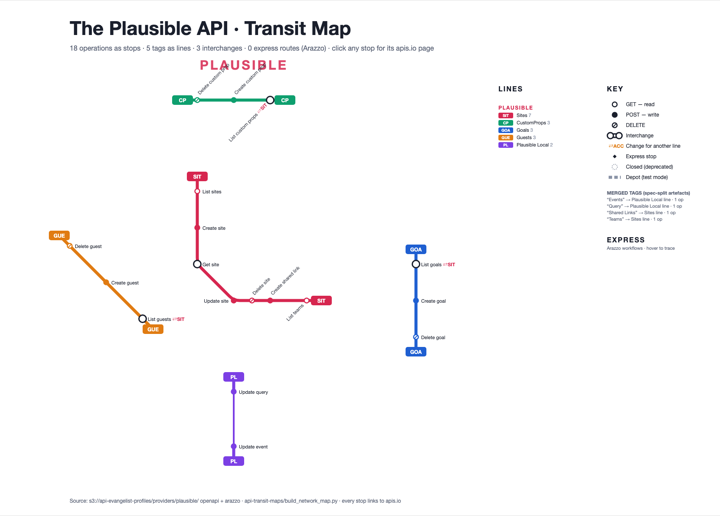 The Plausible API · Transit Map
18 operations as stops · 5 tags as lines · 3 interchanges · 0 express routes (Arazzo) · click any stop for its apis.io page
PLAUSIBLE
Delete custom
Create custom
CP
CP
List custom props ⇌SIT
SIT
List sites
Create site
Get site
Update site
Delete site
Create shared link
List teams
SIT
GUE
Delete guest
Create guest
List guests ⇌SIT
GUE
GOA
List goals ⇌SIT
Create goal
Delete goal
GOA
PL
Update query
Update event
PL
LINES
PLAUSIBLE
SIT Sites 7
CP CustomProps 3
GOA Goals 3
GUE Guests 3
PL Plausible Local 2
KEY
GET — read
POST — write
DELETE
Interchange
⇌ACC Change for another line
Express stop
Closed (deprecated)
Depot (test mode)
MERGED TAGS (spec-split artefacts)
"Events" → Plausible Local line · 1 op
"Query" → Plausible Local line · 1 op
"Shared Links" → Sites line · 1 op
"Teams" → Sites line · 1 op
EXPRESS
Arazzo workflows · hover to trace
Source: s3://api-evangelist-profiles/providers/plausible/ openapi + arazzo · api-transit-maps/build_network_map.py · every stop links to apis.io